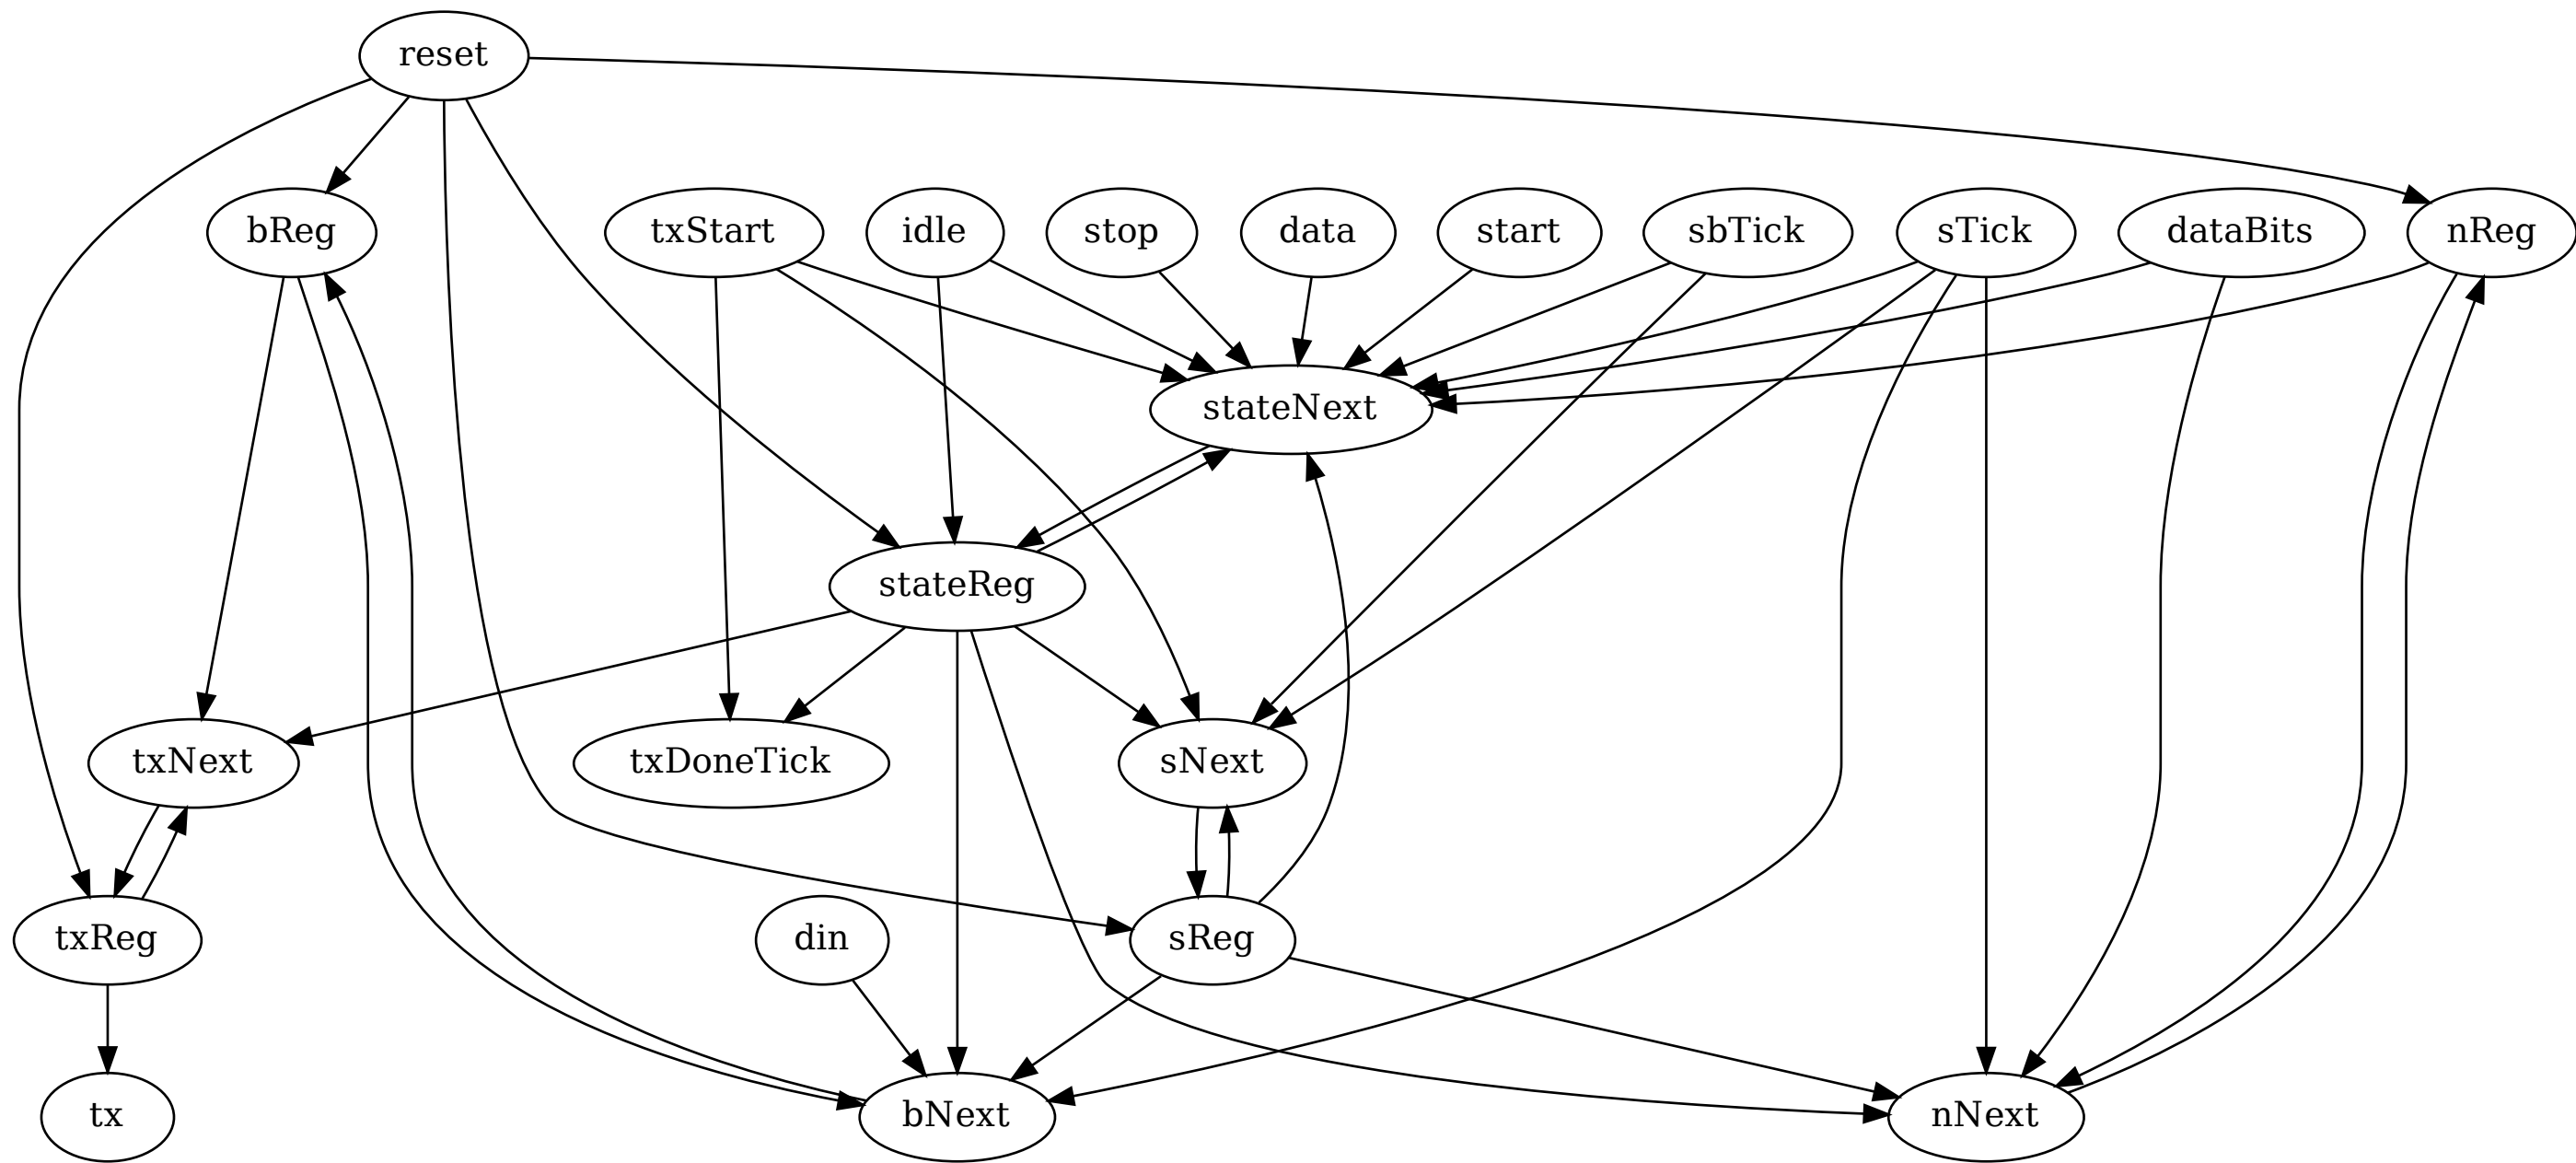 reset
bReg
txStart
idle
stop
data
start
sbTick
sTick
dataBits
nReg
stateNext
stateReg
txNext
txDoneTick
sNext
txReg
din
sReg
tx
bNext
nNext